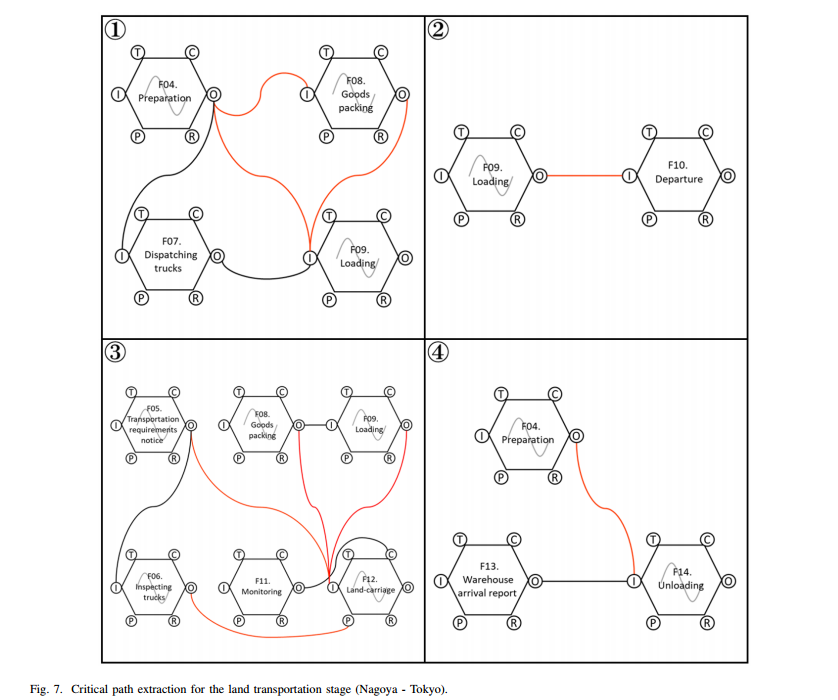 ①
T C
I F04. Preparation O
P R
T C
I F08. Goods packing O
P R
T C
I F07. Dispatching trucks O
P R
T C
I F09. Loading O
P R
②
T C
I F09. Loading O
P R
T C
I F10. Departure O
P R
③
T C
I F05. Transportation requirements notice O
P R
T C
I F08. Goods packing O
P R
T C
I F09. Loading O
P R
T C
I F06. Inspecting trucks O
P R
T C
I F11. Monitoring O
P R
T C
I F12. Land-carriage O
P R
④
T C
I F04. Preparation O
P R
T C
I F13. Warehouse arrival report O
P R
T C
I F14. Unloading O
P R
Fig. 7. Critical path extraction for the land transportation stage (Nagoya - Tokyo).